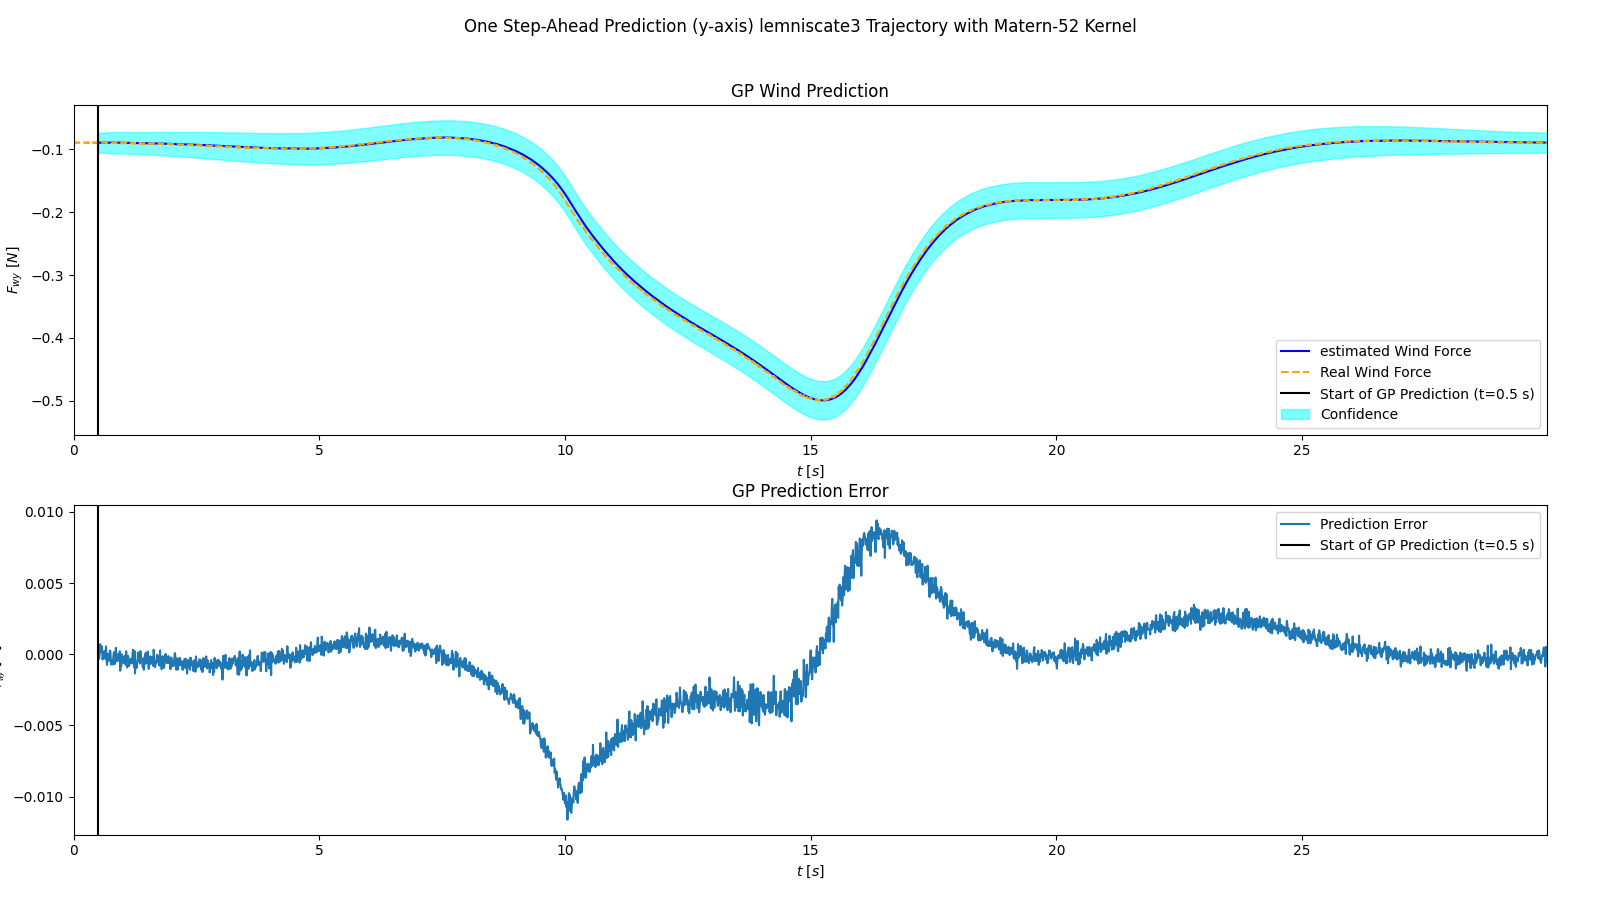 One Step-Ahead Prediction (y-axis) lemniscate3 Trajectory with Matern-52 Kernel
GP Wind Prediction
−0.1
−0.2
−0.3
−0.4
−0.5
F_{wy} [N]
0 5 10 15 20 25
t [s]
estimated Wind Force
Real Wind Force
Start of GP Prediction (t=0.5 s)
Confidence
GP Prediction Error
0.010
0.005
0.000
−0.005
−0.010
0 5 10 15 20 25
t [s]
Prediction Error
Start of GP Prediction (t=0.5 s)